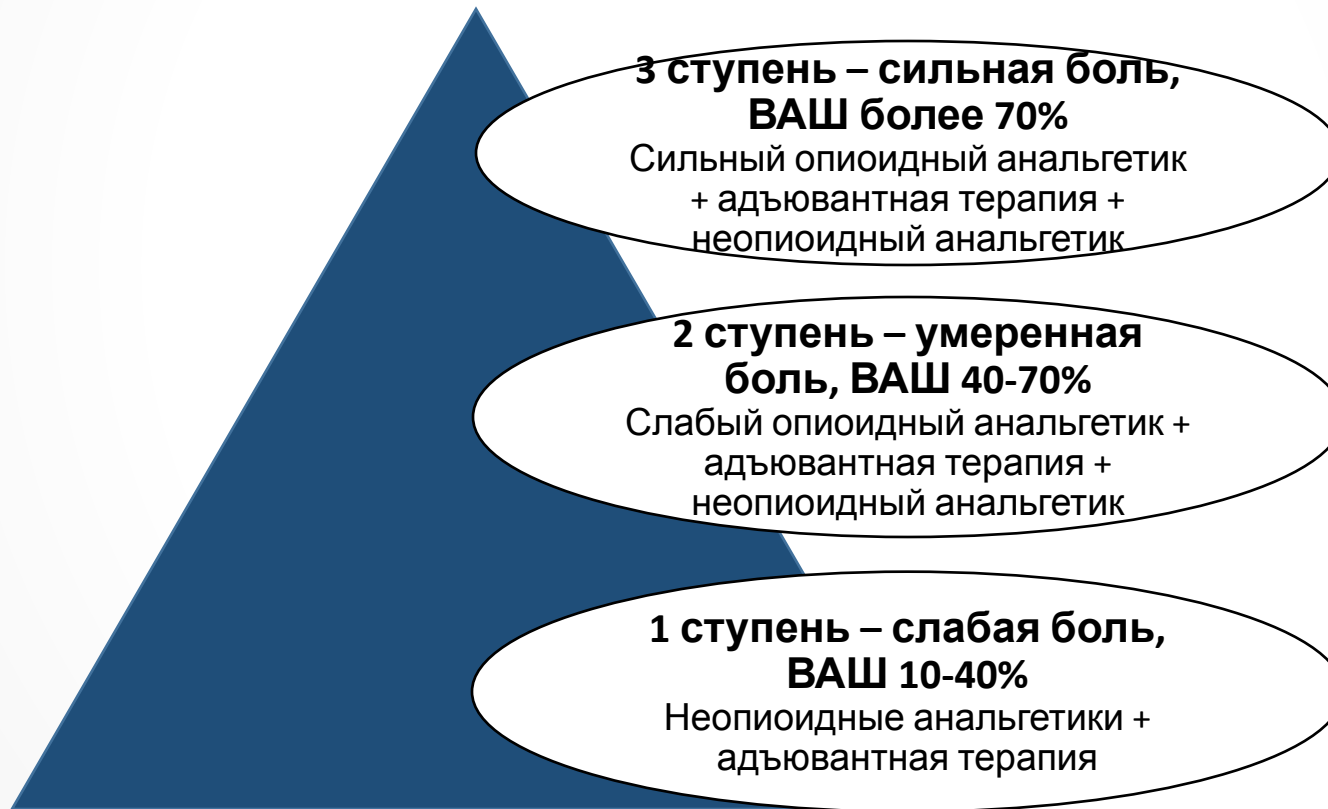 3 ступень – сильная боль,
ВАШ более 70%
Сильный опиоидный анальгетик
+ адъювантная терапия +
неопиоидный анальгетик
2 ступень – умеренная
боль, ВАШ 40-70%
Слабый опиоидный анальгетик +
адъювантная терапия +
неопиоидный анальгетик
1 ступень – слабая боль,
ВАШ 10-40%
Неопиоидные анальгетики +
адъювантная терапия